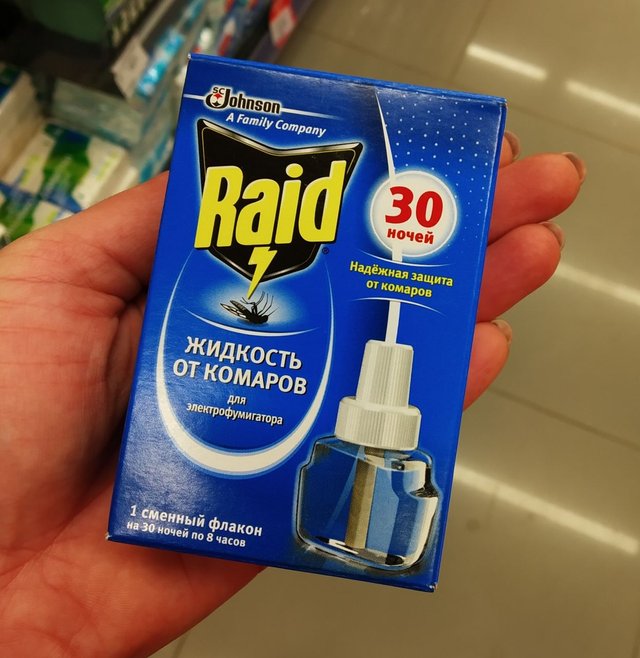 SC Johnson
A Family Company
Raid®
30
ночей
Надёжная защита
от комаров
ЖИДКОСТЬ
ОТ КОМАРОВ
для
электрофумигатора
1 сменный флакон
на 30 ночей по 8 часов